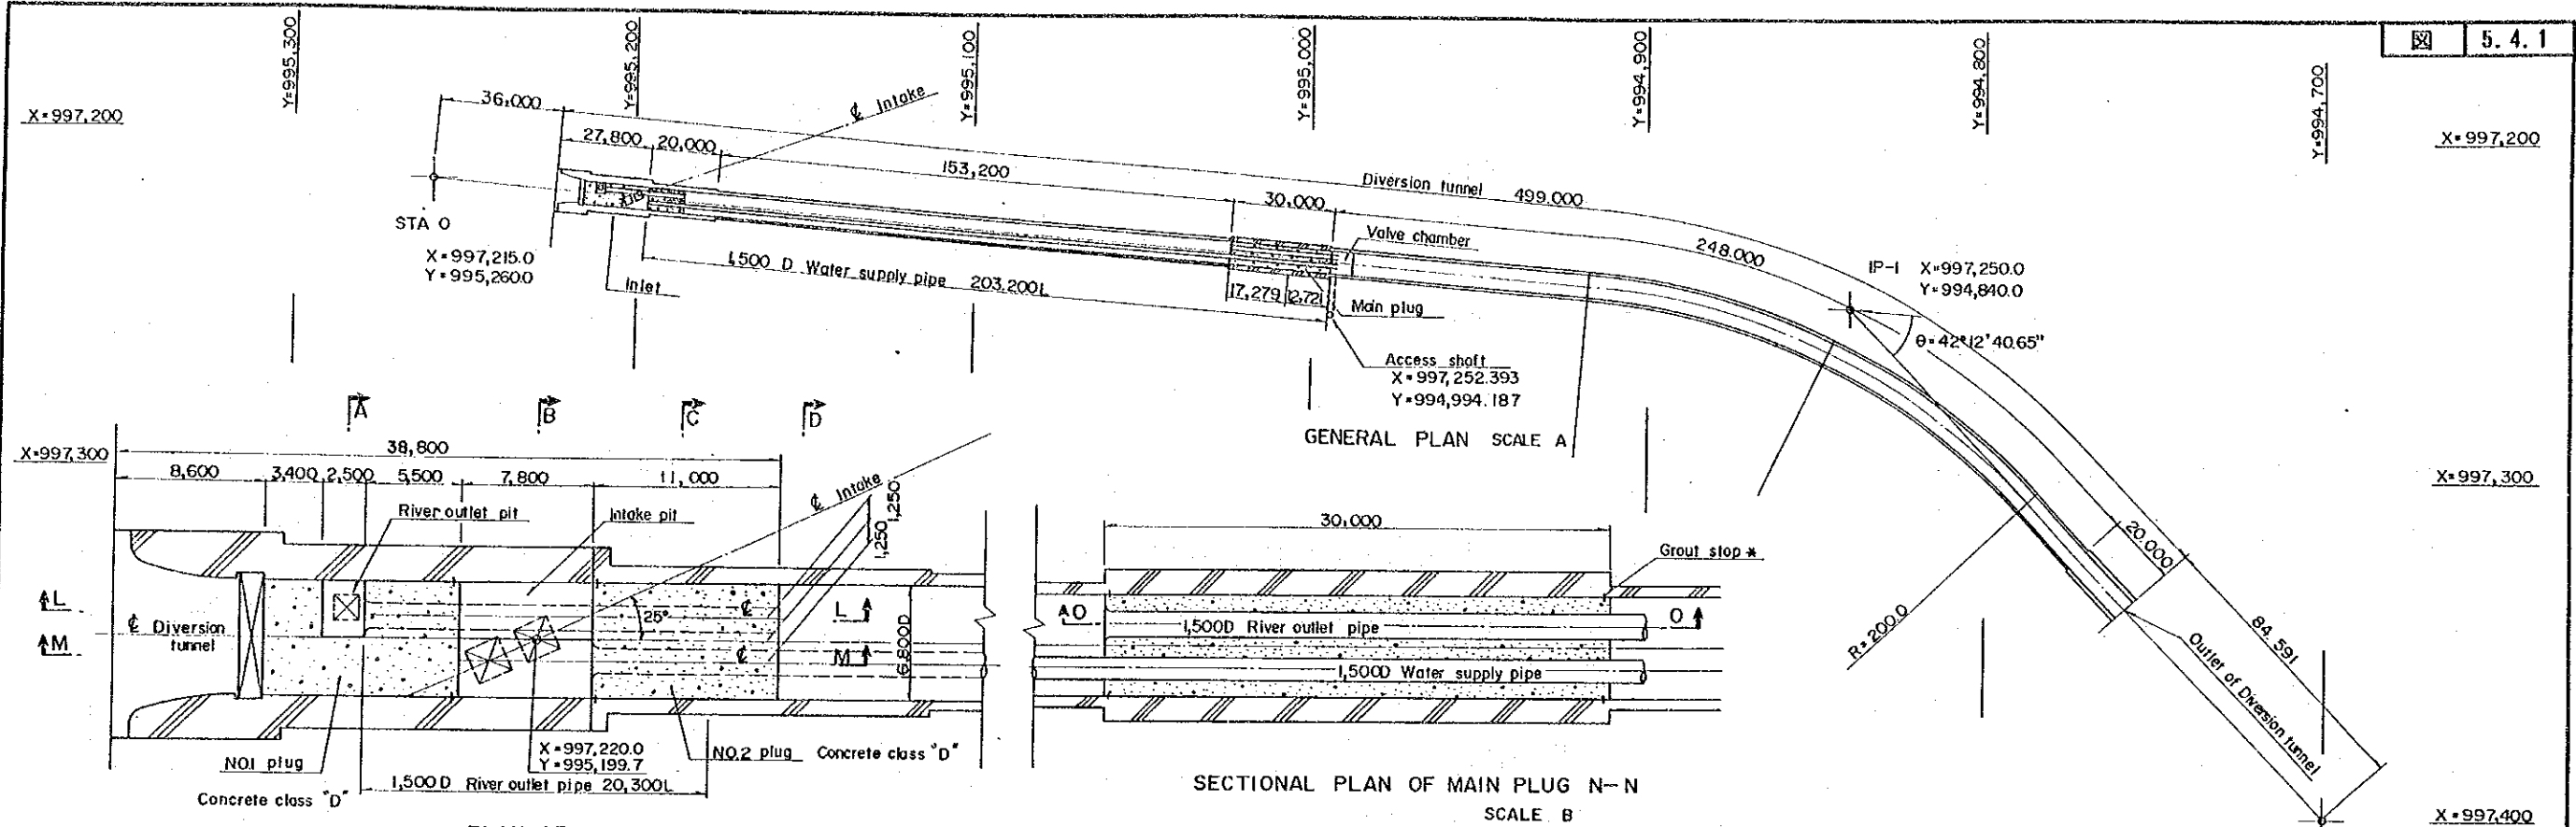 図 5.4.1
Y=995,300
Y=995,200
Y=995,100
Y=995,000
Y=994,900
Y=994,800
Y=994,700
X=997,200
X=997,200
36,000
27,800 20,000
℄ Intake
153,200
Diversion tunnel 499.000
30,000
248.000
Valve chamber
STA 0
X=997,215.0
Y=995,260.0
Inlet
1,500 D Water supply pipe 203.200L
17,279 12,721
Main plug
IP-1 X=997,250.0
Y=994,840.0
θ=42°12'40.65"
Access shaft
X=997,252.393
Y=994,994.187
GENERAL PLAN SCALE A
R=200.0
20.000
84.591
Outlet of Diversion tunnel
A
B
C
D
X=997,300
X=997,300
38,800
8,600 3,400 2,500 5,500 7,800 11,000
River outlet pit
Intake pit
℄ Intake
1,250
1,250
L
M
℄ Diversion
tunnel
25°
℄
℄
L
M
6,800D
NO.1 plug
Concrete class "D"
X=997,220.0
Y=995,199.7
NO.2 plug Concrete class "D"
1,500 D River outlet pipe 20,300L
30,000
Grout stop *
O
O
1,500D River outlet pipe
1,500D Water supply pipe
SECTIONAL PLAN OF MAIN PLUG N-N
SCALE B
X=997,400